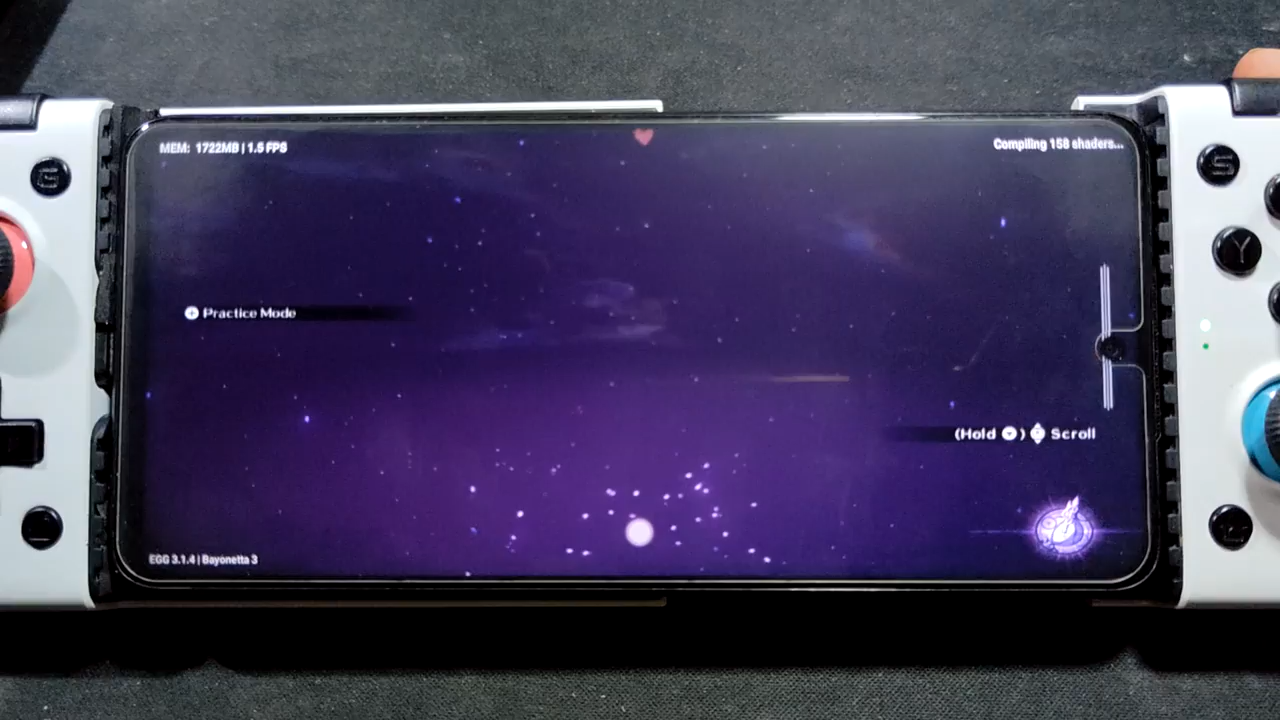 MEM: 1722MB | 1.5 FPS
Compiling 158 shaders...
G
S
Y
Practice Mode
(Hold ) Scroll
EGG 3.1.4 | Bayonetta 3